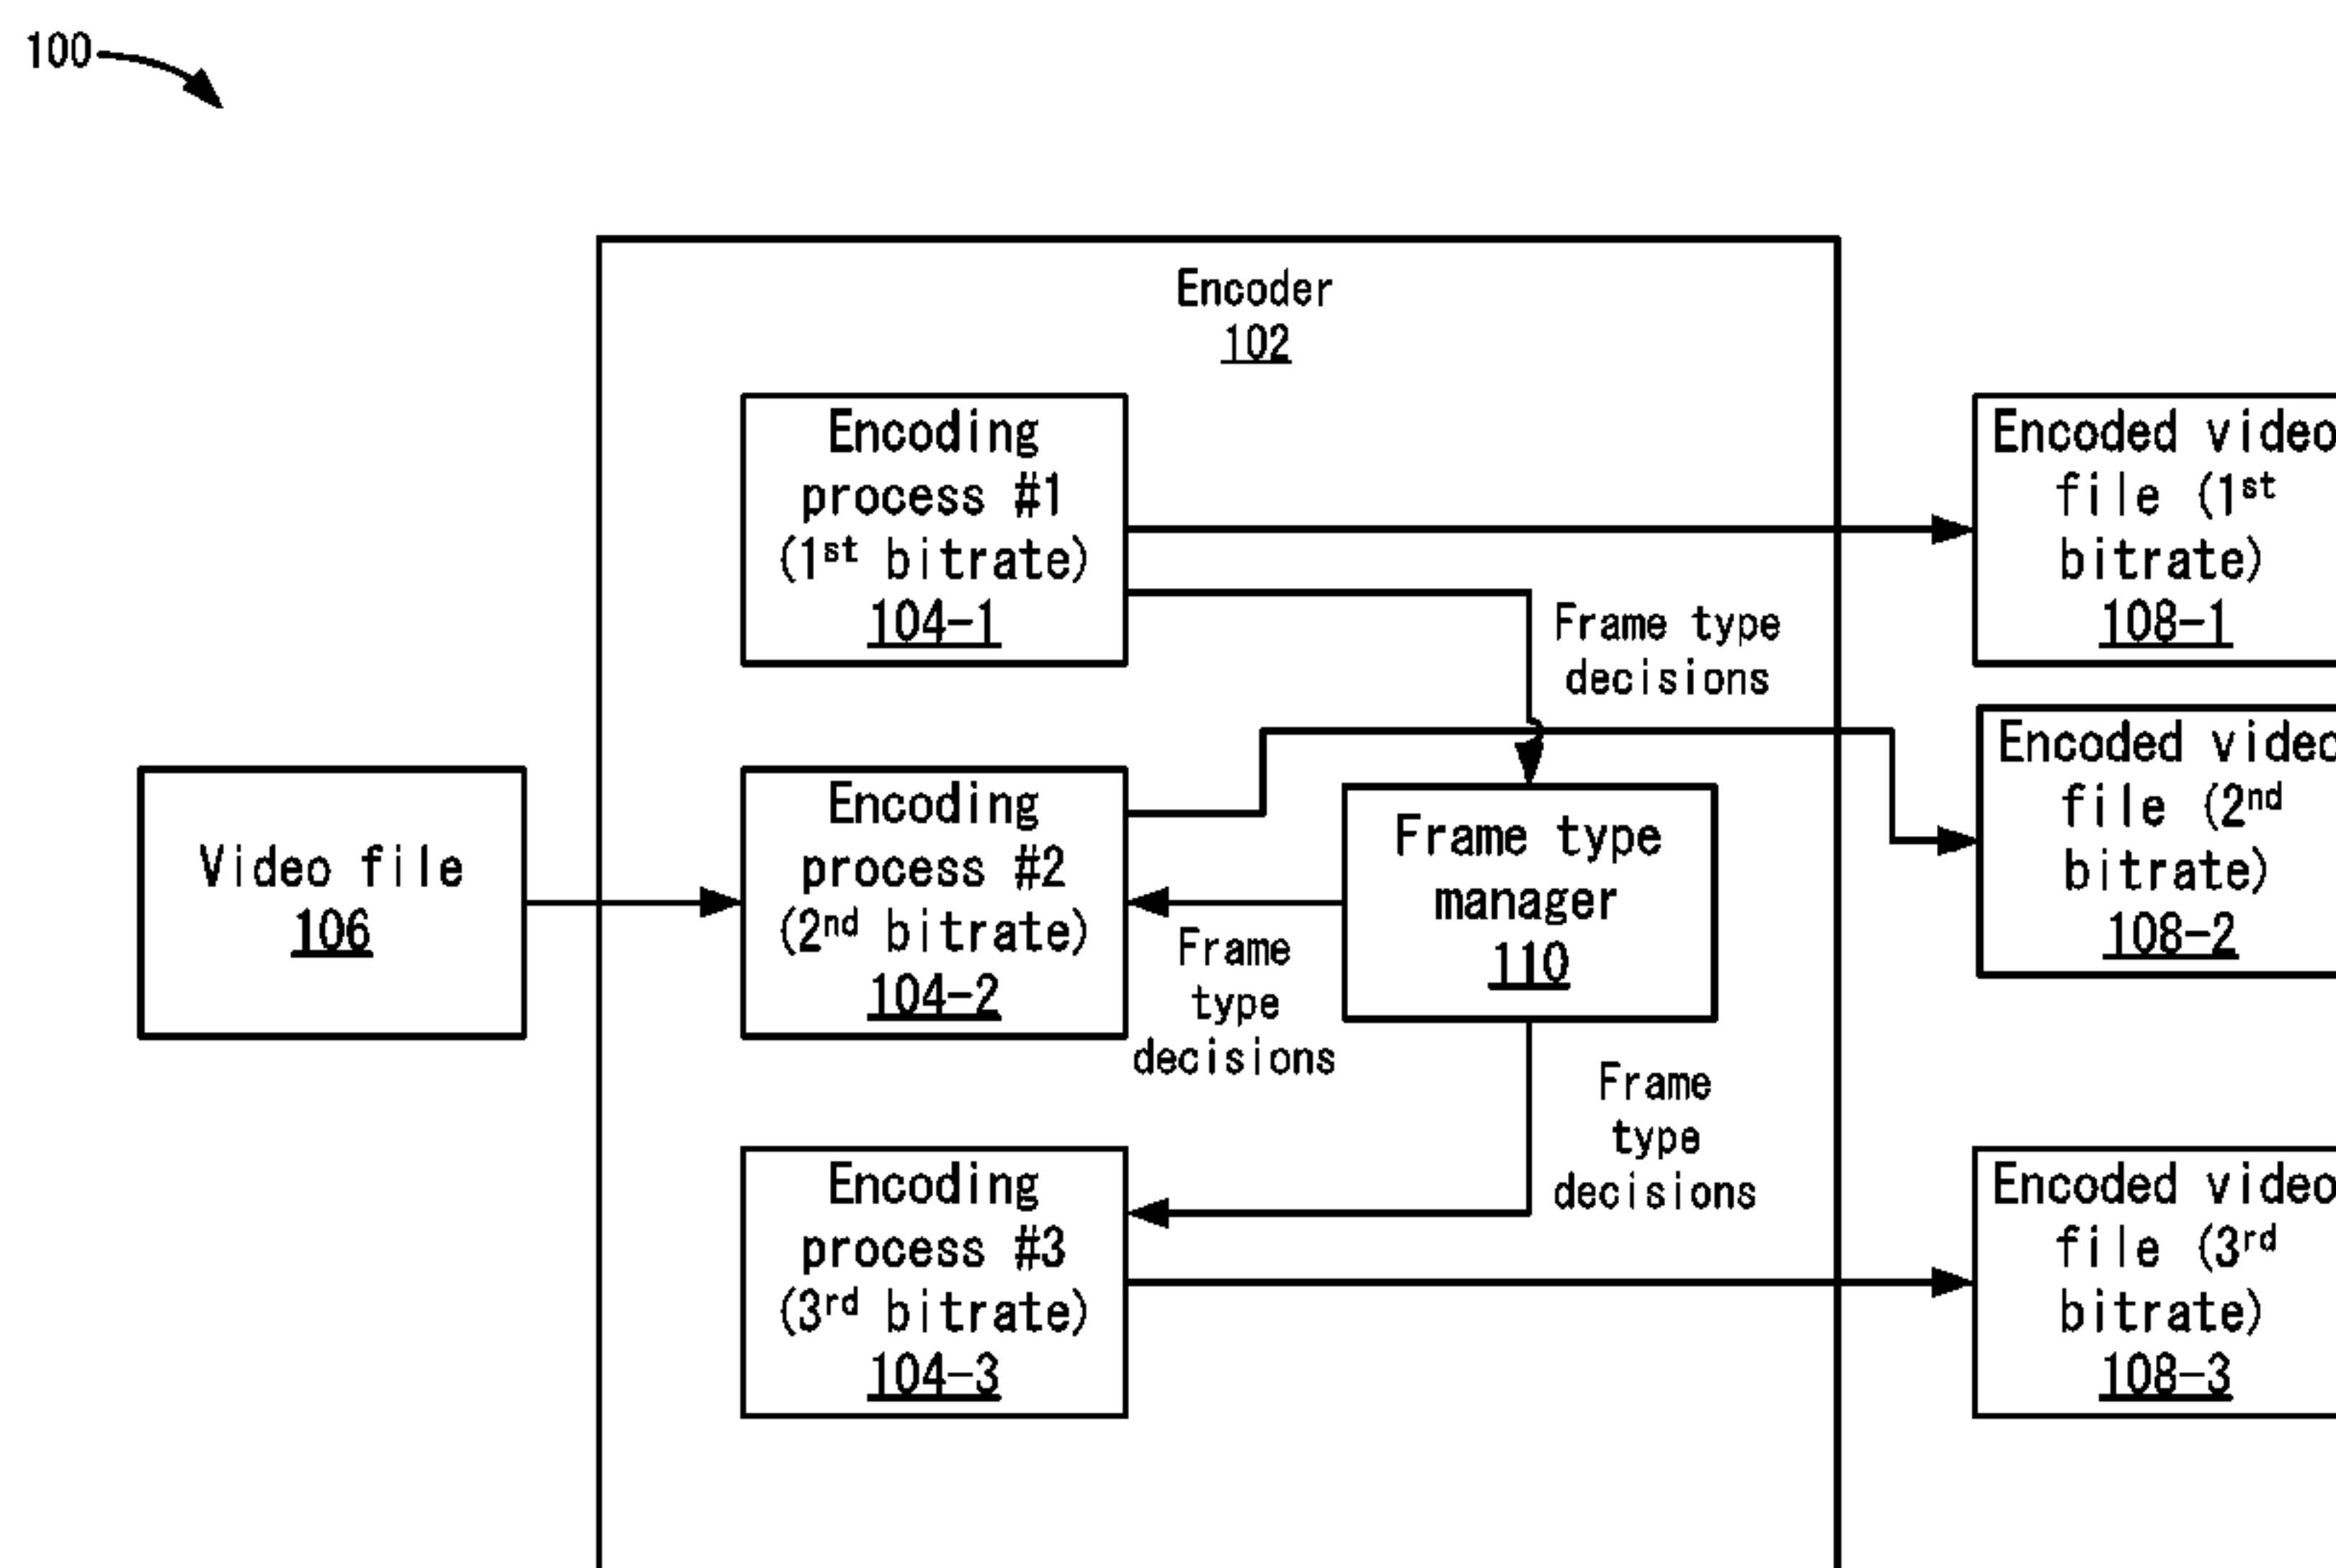 100
Encoder
102
Encoding
process #1
(1st bitrate)
104-1
Encoded video
file (1st
bitrate)
108-1
Frame type
decisions
Video file
106
Encoding
process #2
(2nd bitrate)
104-2
Frame type
manager
110
Encoded video
file (2nd
bitrate)
108-2
Frame
type
decisions
Frame
type
decisions
Encoding
process #3
(3rd bitrate)
104-3
Encoded video
file (3rd
bitrate)
108-3